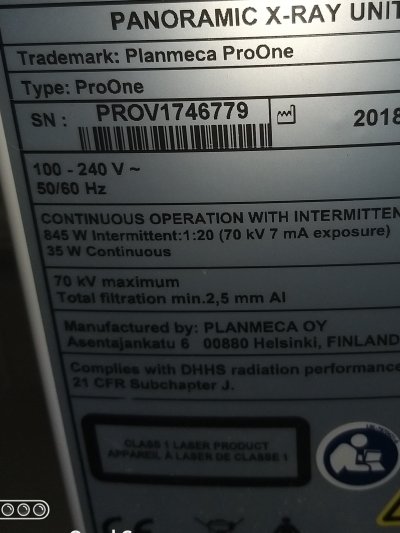 PANORAMIC X-RAY UNIT
Trademark: Planmeca ProOne
Type: ProOne
SN : PROV1746779 2018
100 - 240 V ~
50/60 Hz
CONTINUOUS OPERATION WITH INTERMITTEN
845 W Intermittent:1:20 (70 kV 7 mA exposure)
35 W Continuous
70 kV maximum
Total filtration min.2,5 mm Al
Manufactured by: PLANMECA OY
Asentajankatu 6 00880 Helsinki, FINLAND
Complies with DHHS radiation performance
21 CFR Subchapter J.
CLASS 1 LASER PRODUCT
APPAREIL À LASER DE CLASSE 1
CE